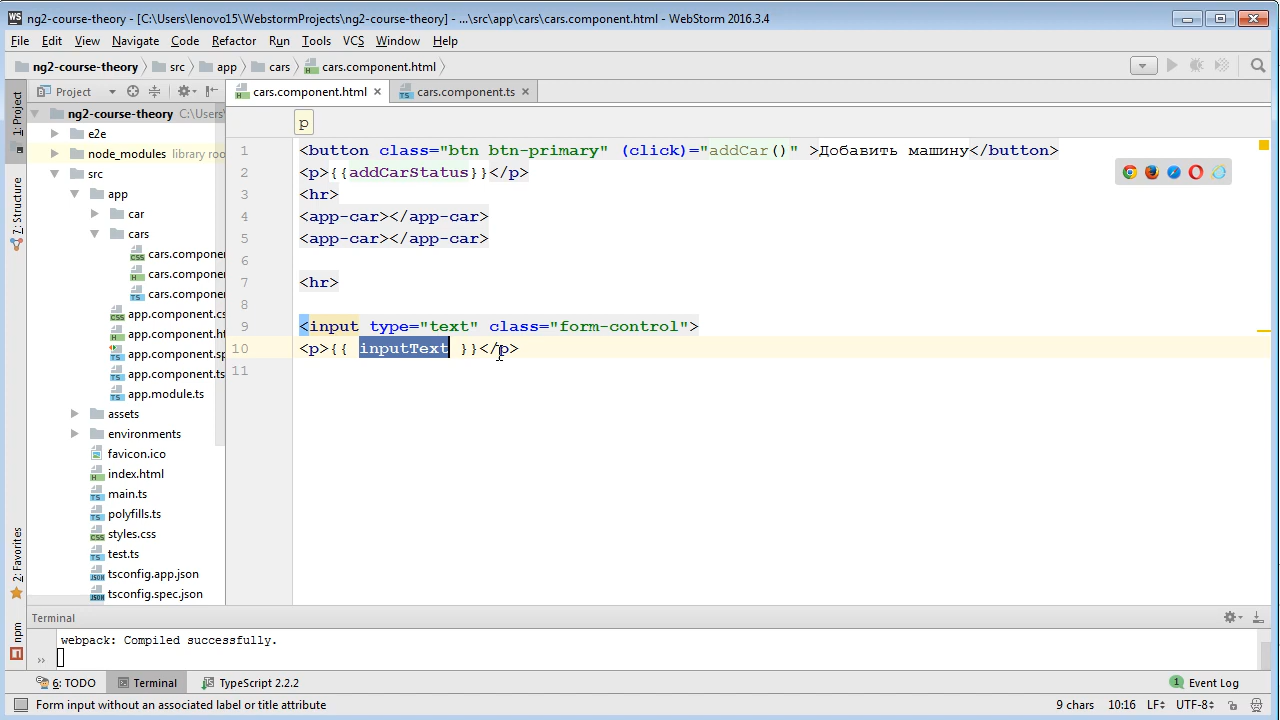 ng2-course-theory - [C:\Users\lenovo15\WebstormProjects\ng2-course-theory] - ...\src\app\cars\cars.component.html - WebStorm 2016.3.4
File Edit View Navigate Code Refactor Run Tools VCS Window Help
ng2-course-theory src app cars cars.component.html
Project cars.component.html cars.component.ts
1: Project
7: Structure
2: Favorites
npm
ng2-course-theory C:\Users\
e2e
node_modules library roo
src
app
car
cars
cars.compone
cars.compone
cars.compone
app.component.cs
app.component.ht
app.component.sp
app.component.ts
app.module.ts
assets
environments
favicon.ico
index.html
main.ts
polyfills.ts
styles.css
test.ts
tsconfig.app.json
tsconfig.spec.json
p
1 <button class="btn btn-primary" (click)="addCar()" >Добавить машину</button>
2 <p>{{addCarStatus}}</p>
3 <hr>
4 <app-car></app-car>
5 <app-car></app-car>
6
7 <hr>
8
9 <input type="text" class="form-control">
10 <p>{{ inputText }}</p>
11
Terminal
webpack: Compiled successfully.
6: TODO Terminal TypeScript 2.2.2 1 Event Log
Form input without an associated label or title attribute 9 chars 10:16 LF UTF-8